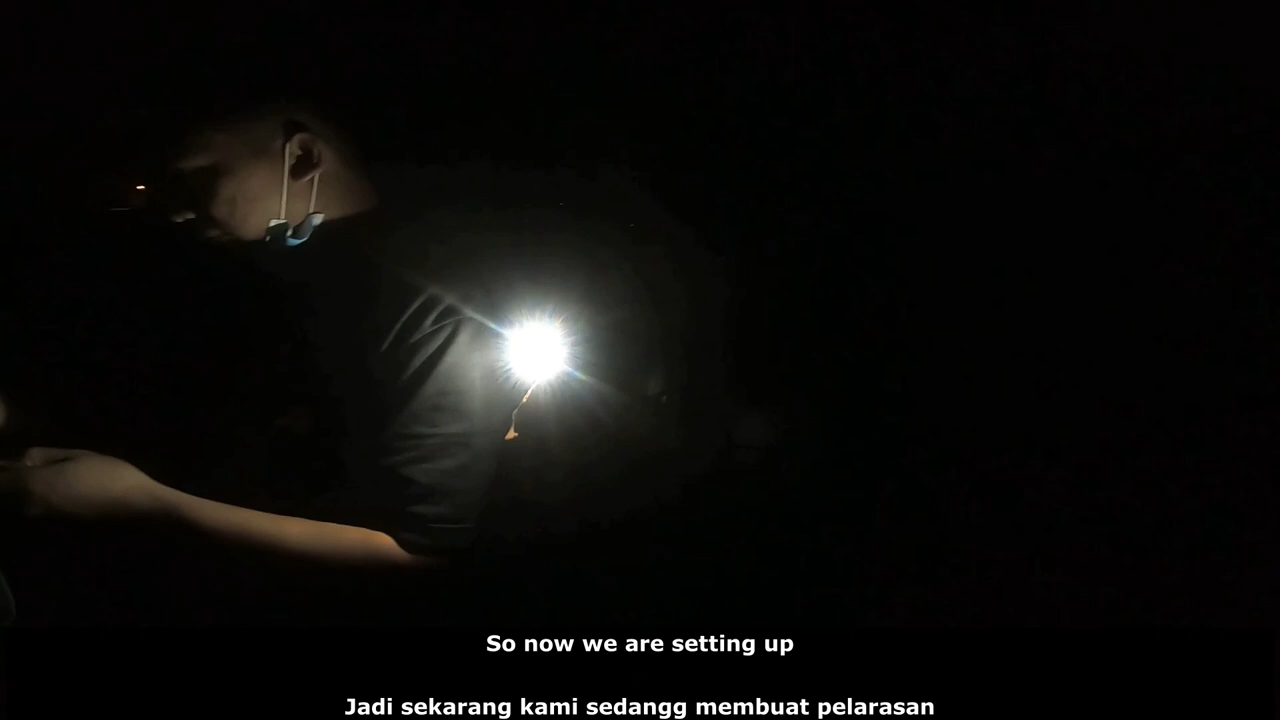 So now we are setting up
Jadi sekarang kami sedangg membuat pelarasan